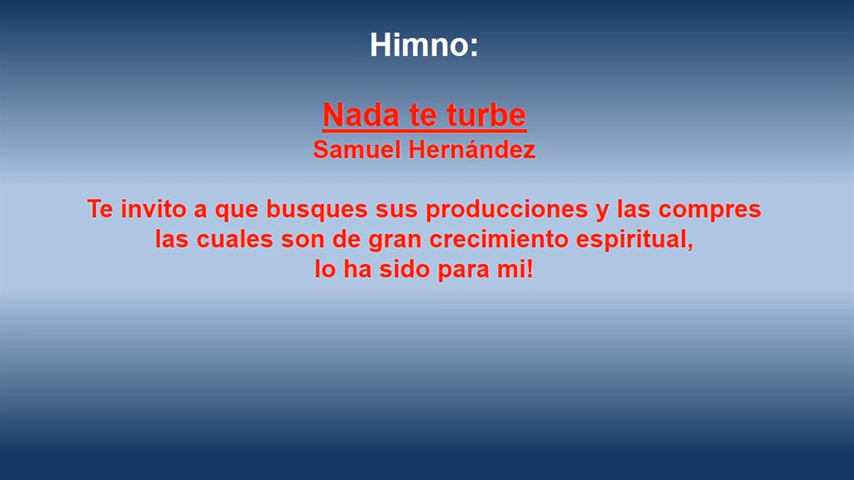 Himno:
Nada te turbe
Samuel Hernández
Te invito a que busques sus producciones y las compres
las cuales son de gran crecimiento espiritual,
lo ha sido para mi!